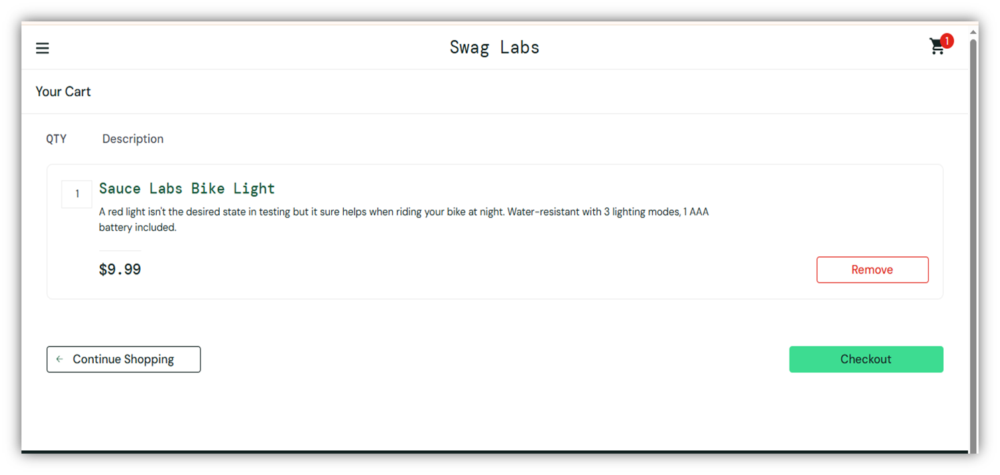 Swag Labs
1
Your Cart
QTY Description
1
Sauce Labs Bike Light
A red light isn't the desired state in testing but it sure helps when riding your bike at night. Water-resistant with 3 lighting modes, 1 AAA
battery included.
$9.99
Remove
Continue Shopping
Checkout